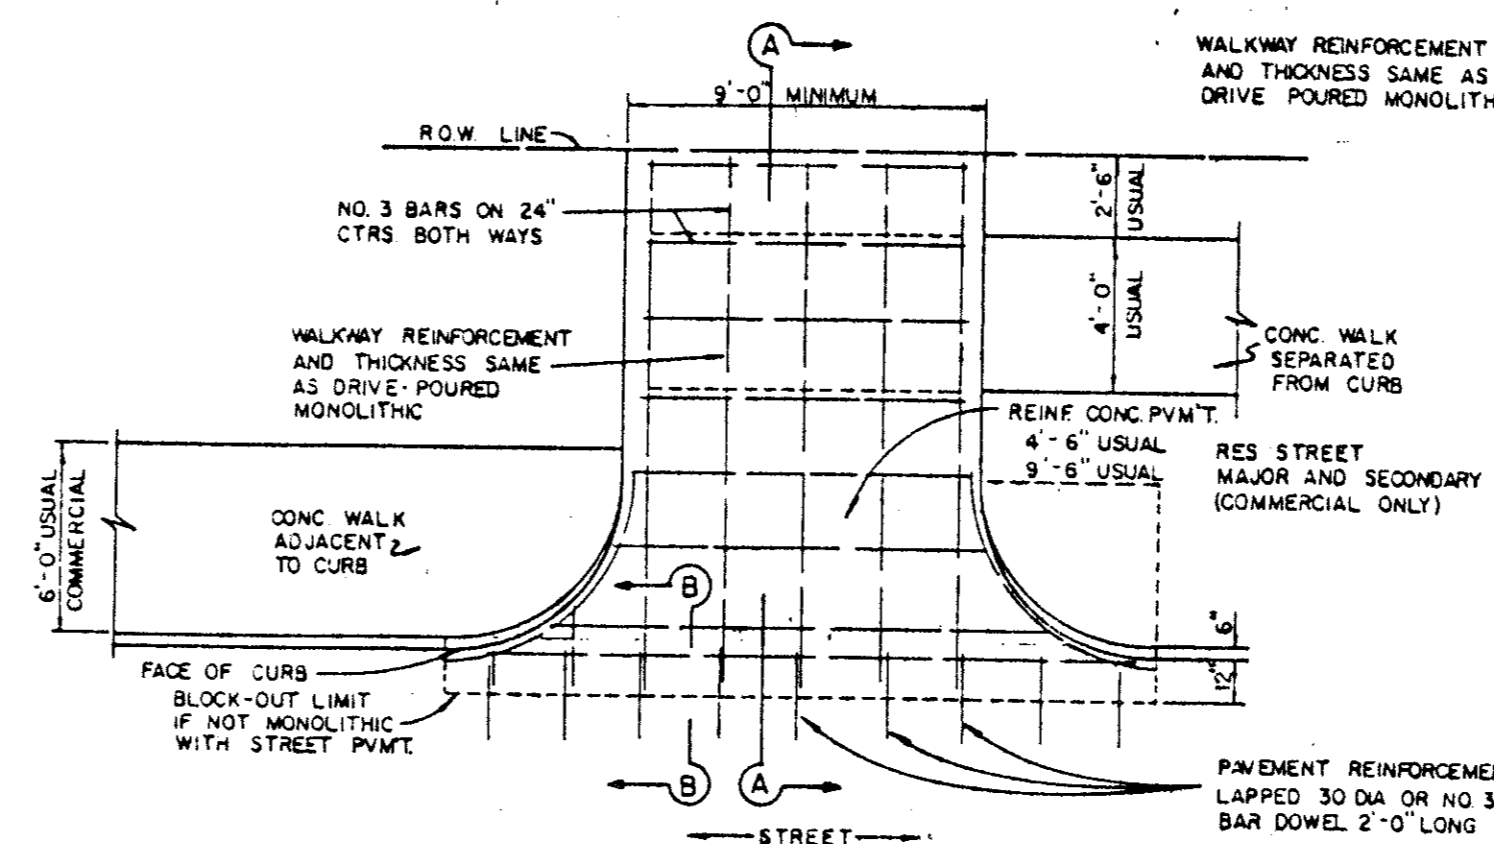 A
WALKWAY REINFORCEMENT
AND THICKNESS SAME AS
DRIVE POURED MONOLITH
9'-0" MINIMUM
R.O.W. LINE
NO. 3 BARS ON 24"
CTRS. BOTH WAYS
2'-6"
USUAL
4'-0"
USUAL
WALKWAY REINFORCEMENT
AND THICKNESS SAME
AS DRIVE-POURED
MONOLITHIC
CONC. WALK
SEPARATED
FROM CURB
REINF. CONC. PVM'T.
4'-6" USUAL
9'-6" USUAL
RES STREET
MAJOR AND SECONDARY
(COMMERCIAL ONLY)
6'-0" USUAL
COMMERCIAL
CONC. WALK
ADJACENT
TO CURB
B
6"
12"
FACE OF CURB
BLOCK-OUT LIMIT
IF NOT MONOLITHIC
WITH STREET PVM'T.
B
A
PAVEMENT REINFORCEME
LAPPED 30 DIA OR NO. 3
BAR DOWEL 2'-0" LONG
STREET